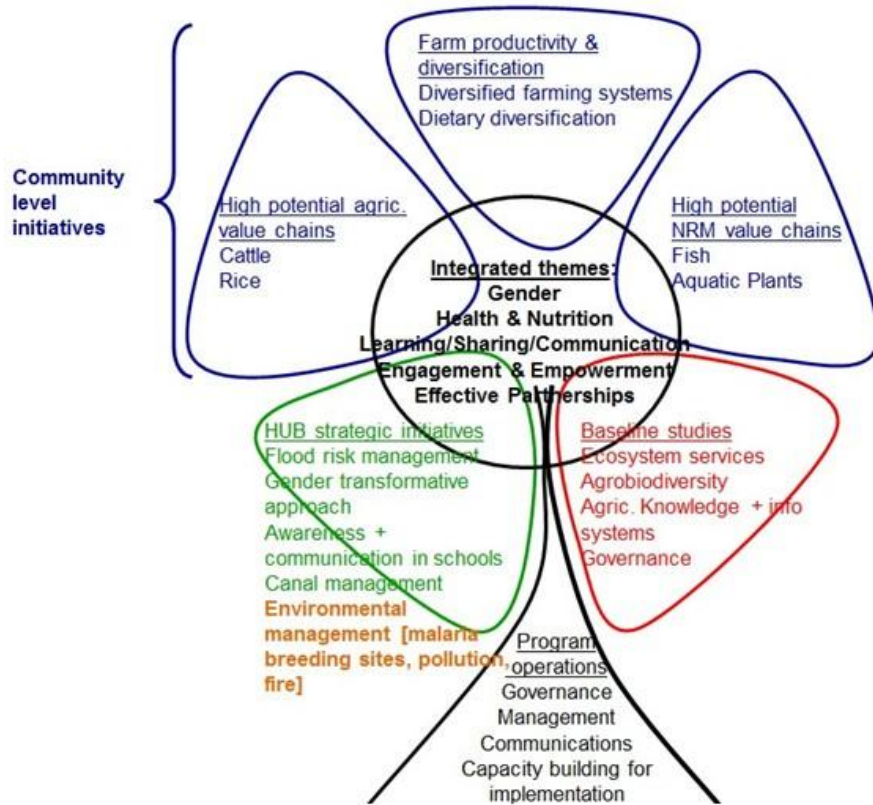 Farm productivity &
diversification
Diversified farming systems
Dietary diversification
Community
level
initiatives
High potential agric.
value chains
Cattle
Rice
High potential
NRM value chains
Fish
Aquatic Plants
Integrated themes:
Gender
Health & Nutrition
Learning/Sharing/Communication
Engagement & Empowerment
Effective Partnerships
HUB strategic initiatives
Flood risk management
Gender transformative
approach
Awareness +
communication in schools
Canal management
Environmental
management [malaria
breeding sites, pollution,
fire]
Baseline studies
Ecosystem services
Agrobiodiversity
Agric. Knowledge + info
systems
Governance
Program
operations
Governance
Management
Communications
Capacity building for
implementation